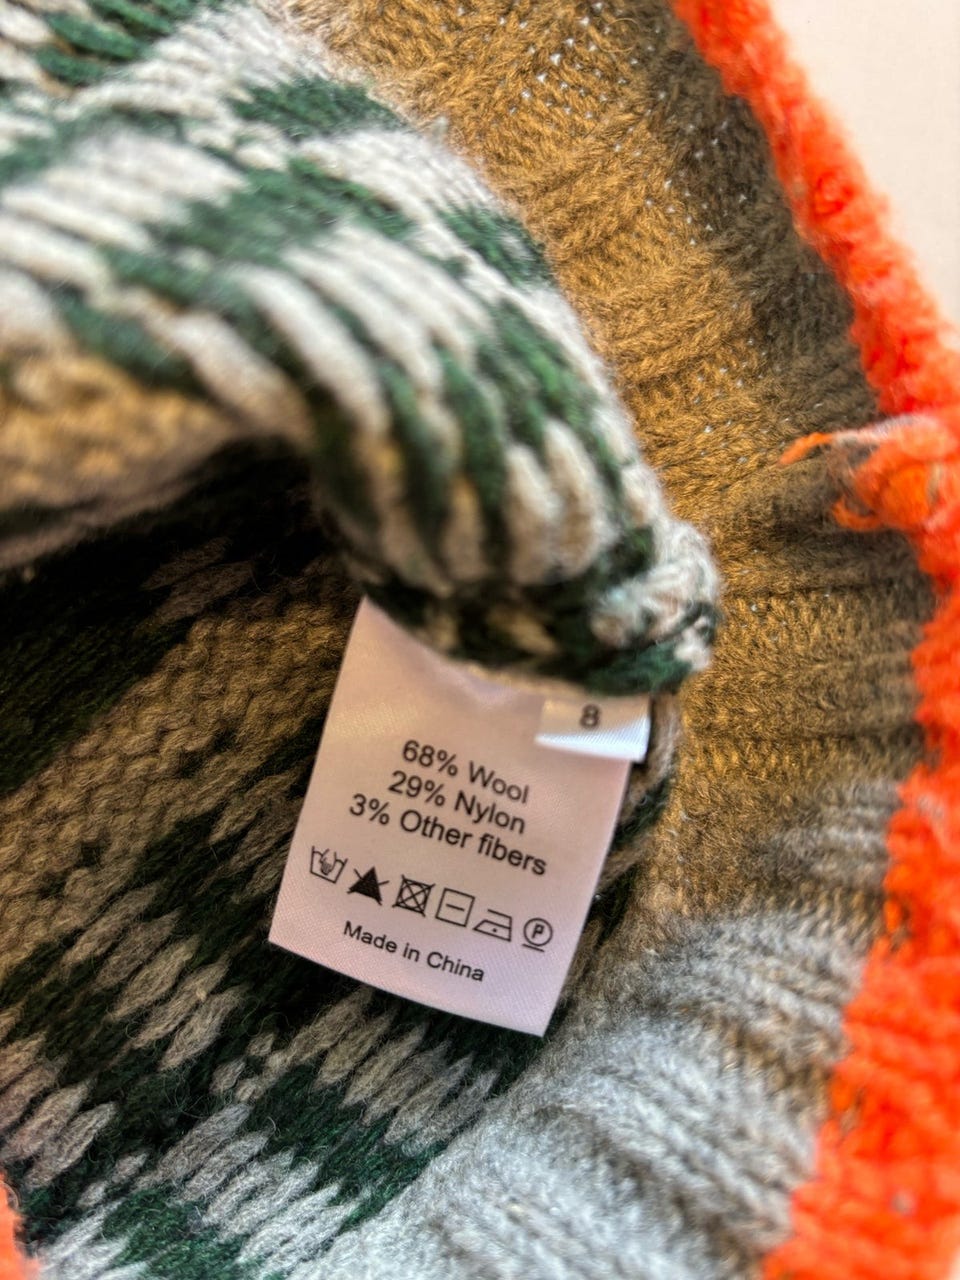 8
68% Wool
29% Nylon
3% Other fibers
P
Made in China